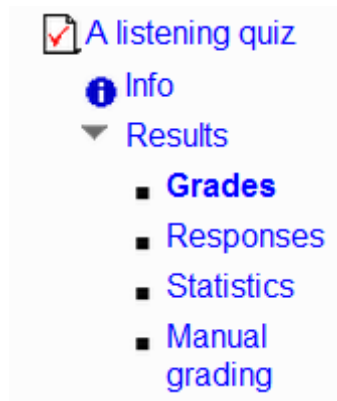 A listening quiz
Info
Results
Grades
Responses
Statistics
Manual
grading